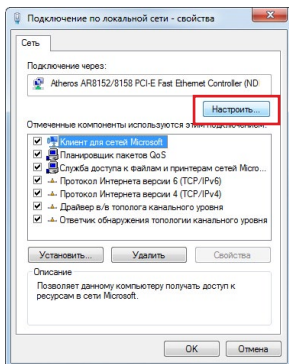 Подключение по локальной сети - свойства
Сеть
Подключение через:
Atheros AR8152/8158 PCI-E Fast Ethernet Controller (ND
Настроить...
Отмеченные компоненты используются этим подключением:
Клиент для сетей Microsoft
Планировщик пакетов QoS
Служба доступа к файлам и принтерам сетей Micro...
Протокол Интернета версии 6 (TCP/IPv6)
Протокол Интернета версии 4 (TCP/IPv4)
Драйвер в/в тополога канального уровня
Ответчик обнаружения топологии канального уровня
Установить... Удалить Свойства
Описание
Позволяет данному компьютеру получать доступ к
ресурсам в сети Microsoft.
OK Отмена